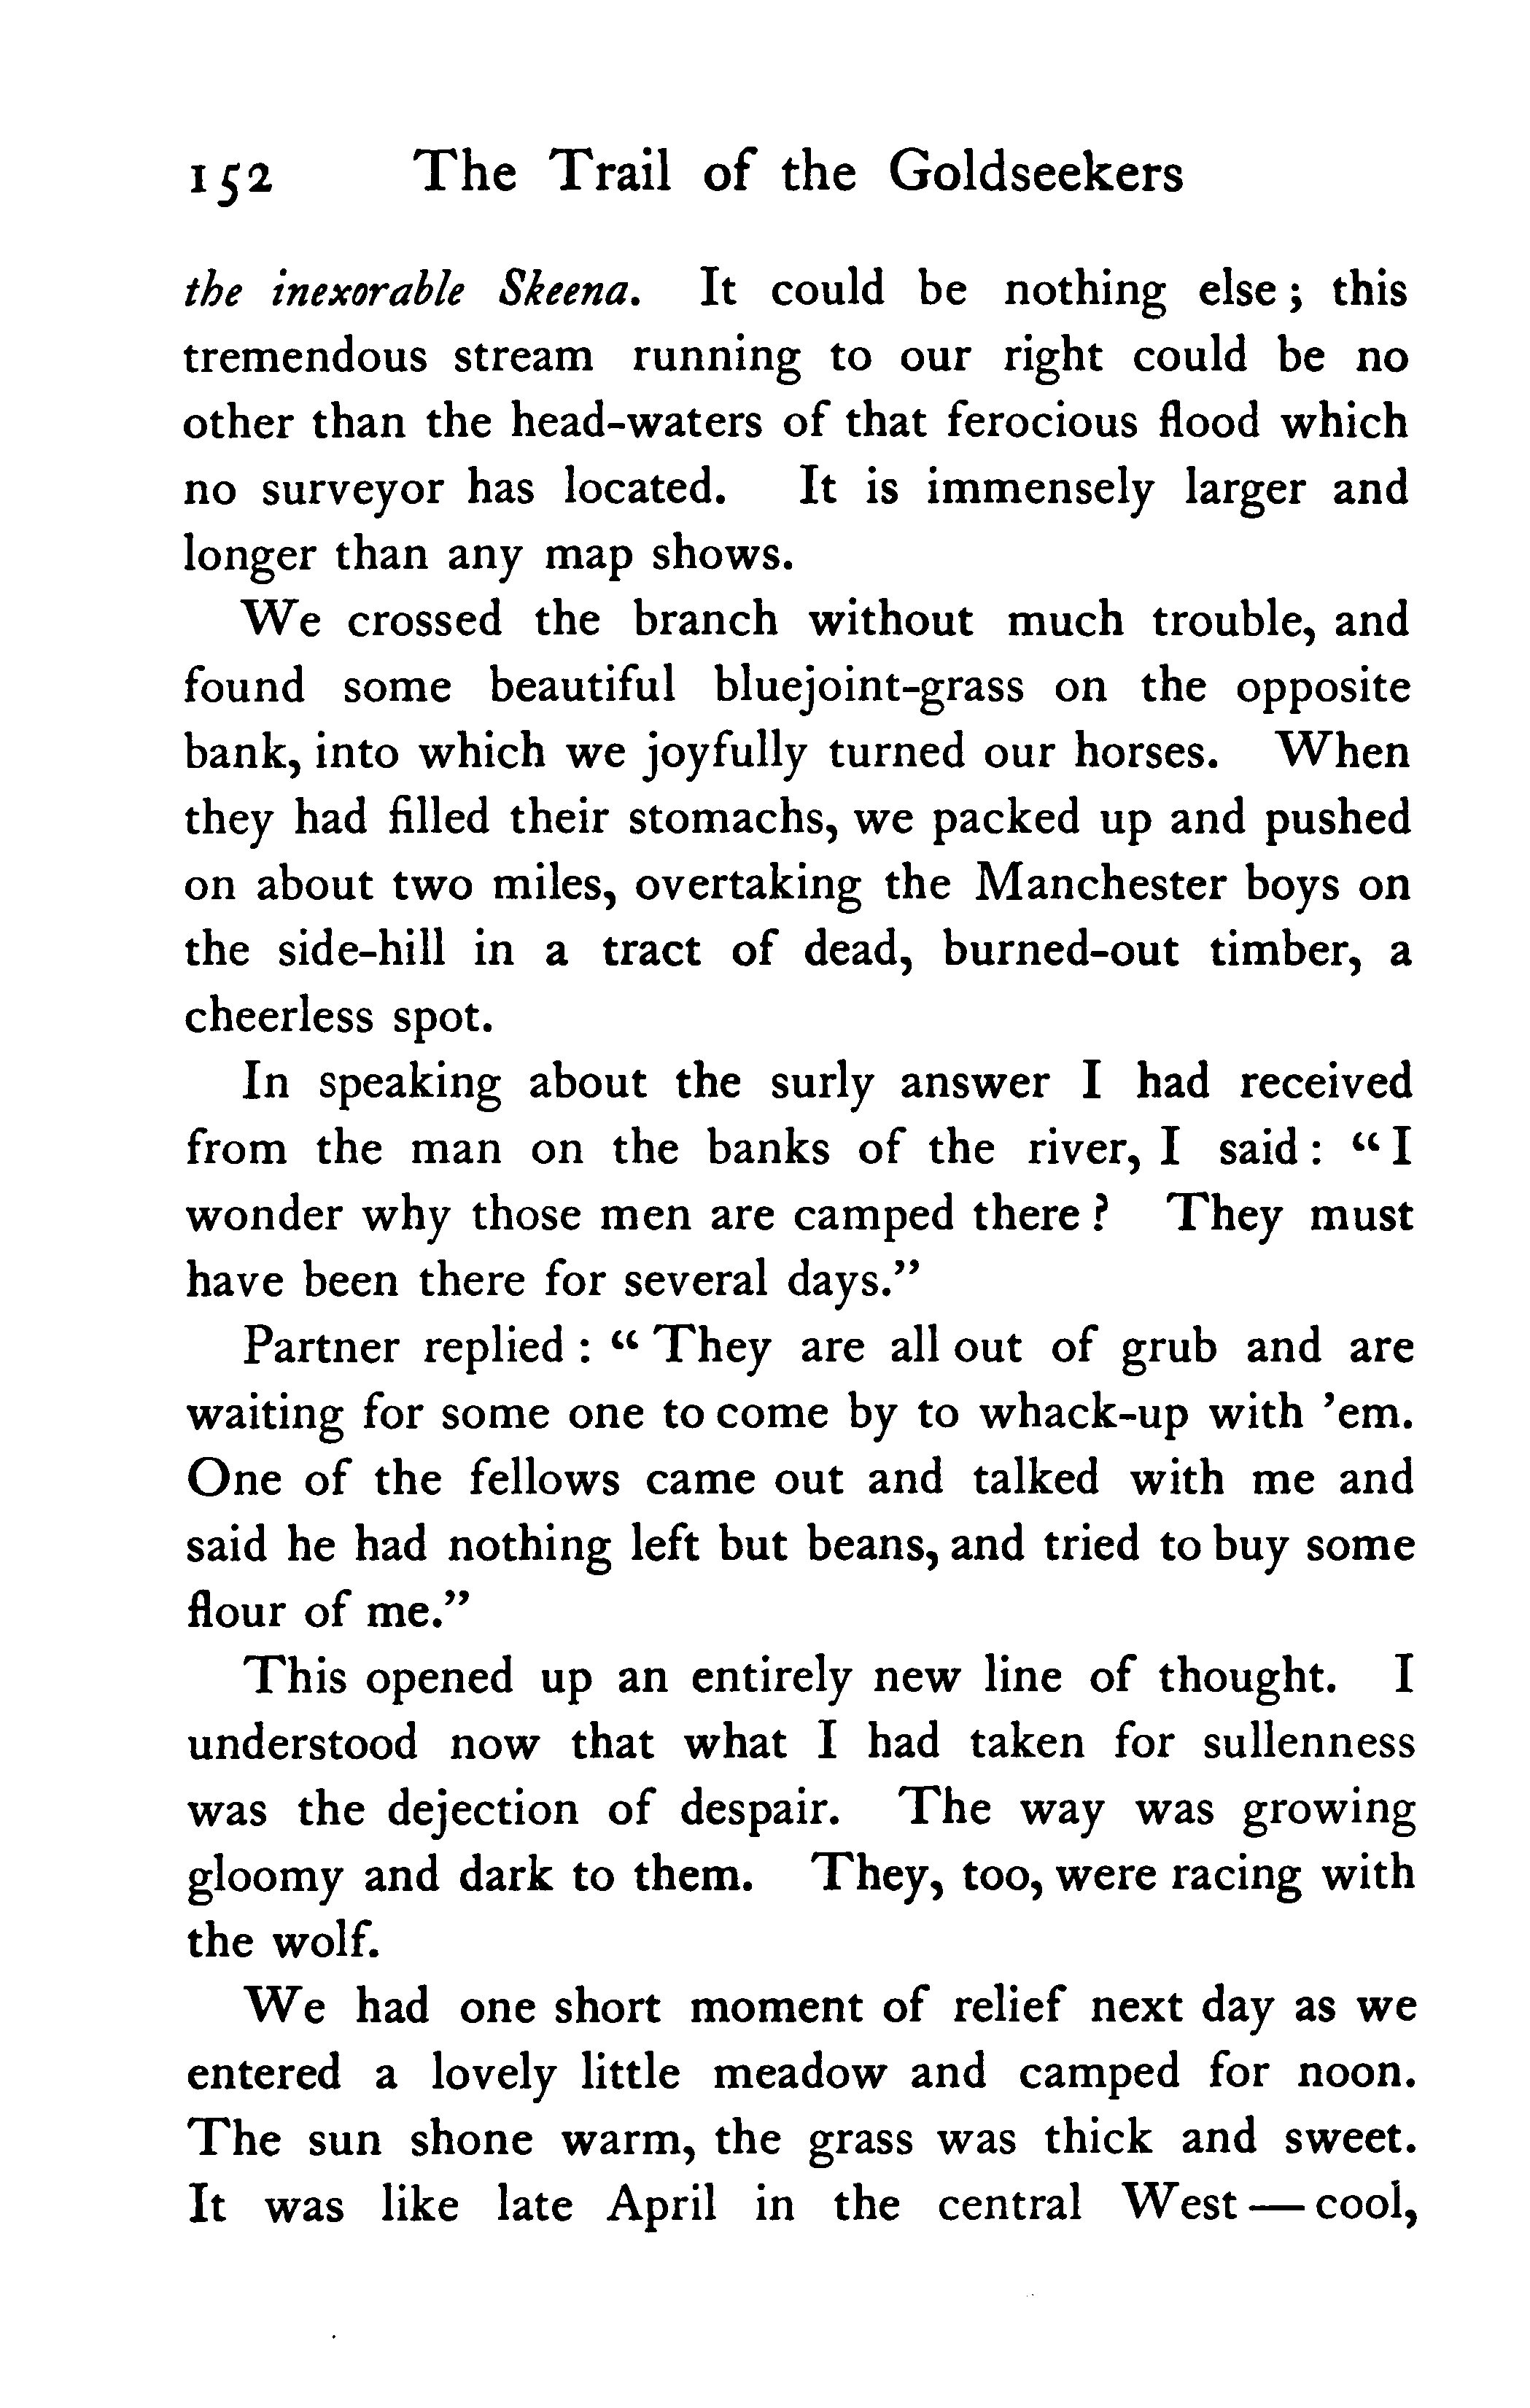 152 The Trail of the Goldseekers
the inexorable Skeena. It could be nothing else; this
tremendous stream running to our right could be no
other than the head-waters of that ferocious flood which
no surveyor has located. It is immensely larger and
longer than any map shows.
We crossed the branch without much trouble, and
found some beautiful bluejoint-grass on the opposite
bank, into which we joyfully turned our horses. When
they had filled their stomachs, we packed up and pushed
on about two miles, overtaking the Manchester boys on
the side-hill in a tract of dead, burned-out timber, a
cheerless spot.
In speaking about the surly answer I had received
from the man on the banks of the river, I said: “I
wonder why those men are camped there? They must
have been there for several days.”
Partner replied: “They are all out of grub and are
waiting for some one to come by to whack-up with ’em.
One of the fellows came out and talked with me and
said he had nothing left but beans, and tried to buy some
flour of me.”
This opened up an entirely new line of thought. I
understood now that what I had taken for sullenness
was the dejection of despair. The way was growing
gloomy and dark to them. They, too, were racing with
the wolf.
We had one short moment of relief next day as we
entered a lovely little meadow and camped for noon.
The sun shone warm, the grass was thick and sweet.
It was like late April in the central West — cool,